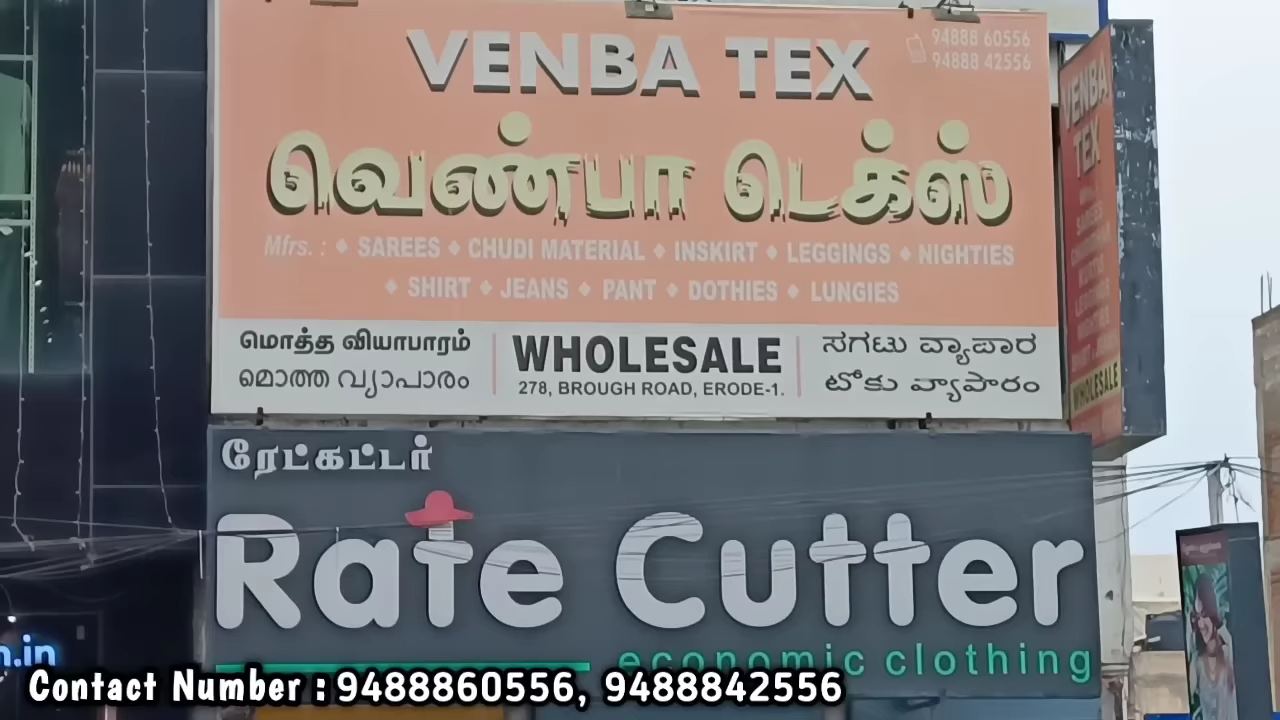 VENBA TEX
94888 60556
94888 42556
வெண்பா டெக்ஸ்
Mfrs. : ◆ SAREES ◆ CHUDI MATERIAL ◆ INSKIRT ◆ LEGGINGS ◆ NIGHTIES
◆ SHIRT ◆ JEANS ◆ PANT ◆ DOTHIES ◆ LUNGIES
மொத்த வியாபாரம்
മൊത്ത വ്യാപാരം
WHOLESALE
278, BROUGH ROAD, ERODE-1.
ಸಗಟು ವ್ಯಾಪಾರ
టోకు వ్యాపారం
VENBA
TEX
WHOLESALE
ரேட்கட்டர்
Rate Cutter
economic clothing
n.in
Contact Number : 9488860556, 9488842556